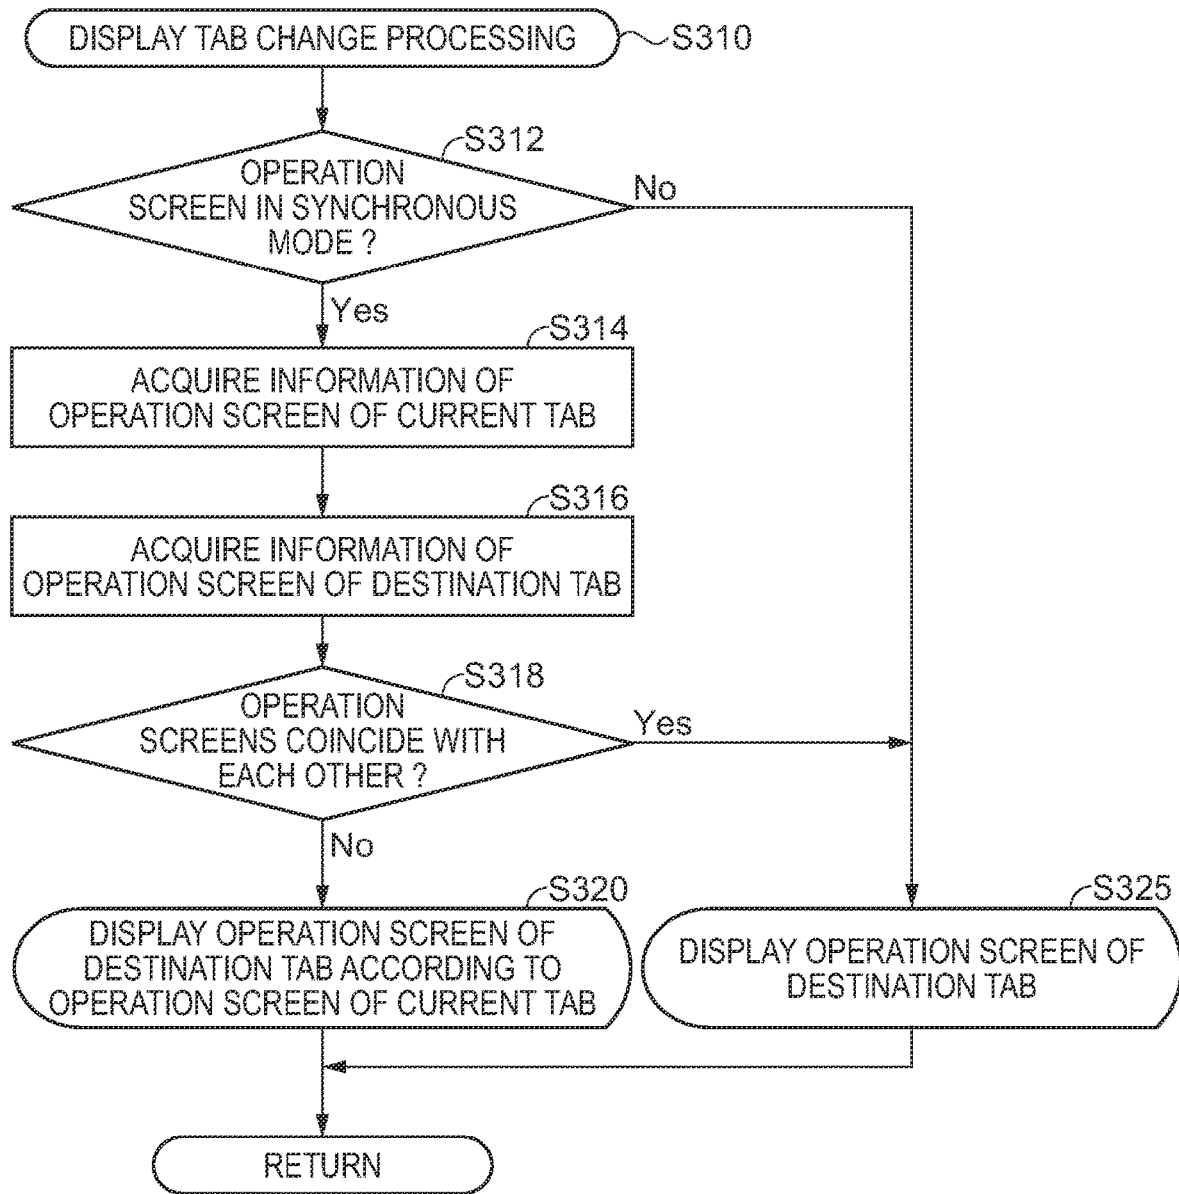 DISPLAY TAB CHANGE PROCESSING
S310
S312
OPERATION
SCREEN IN SYNCHRONOUS
MODE ?
No
Yes
S314
ACQUIRE INFORMATION OF
OPERATION SCREEN OF CURRENT TAB
S316
ACQUIRE INFORMATION OF
OPERATION SCREEN OF DESTINATION TAB
S318
OPERATION
SCREENS COINCIDE WITH
EACH OTHER ?
Yes
No
S320
DISPLAY OPERATION SCREEN OF
DESTINATION TAB ACCORDING TO
OPERATION SCREEN OF CURRENT TAB
S325
DISPLAY OPERATION SCREEN OF
DESTINATION TAB
RETURN